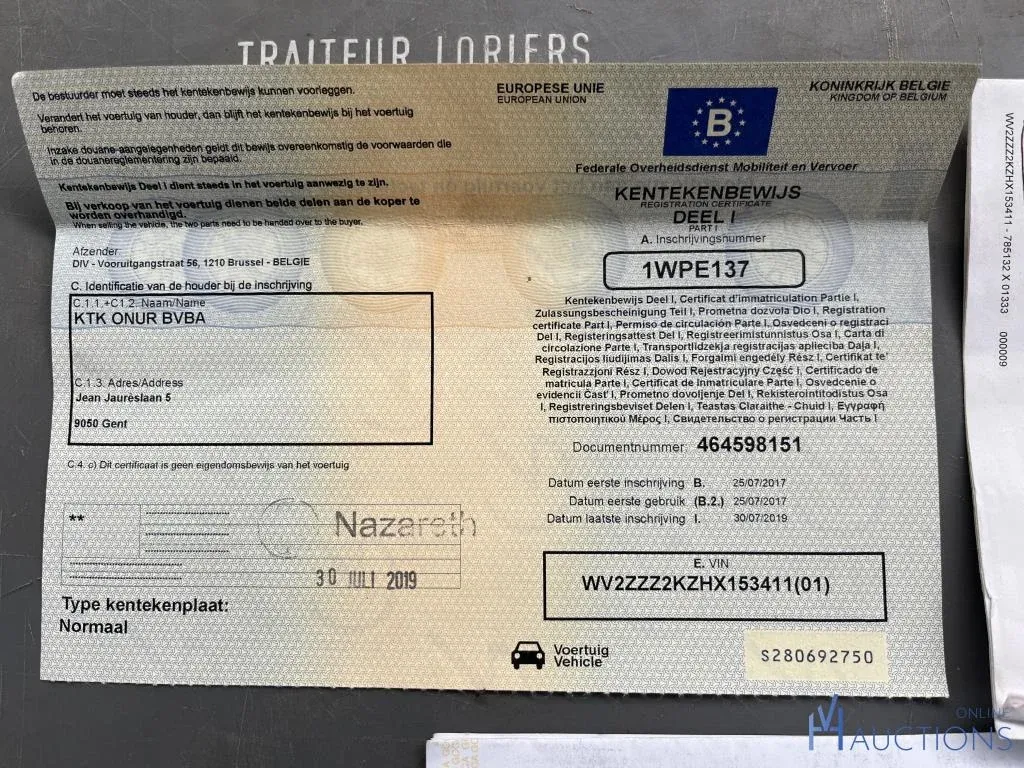 TRAITEUR LORIERS
De bestuurder moet steeds het kentekenbewijs kunnen voorleggen.
Verandert het voertuig van houder, dan blijft het kentekenbewijs bij het voertuig
behoren.
Inzake douane-aangelegenheden geldt dit bewijs overeenkomstig de voorwaarden die
in de douanereglementering zijn bepaald.
Kentekenbewijs Deel I dient steeds in het voertuig aanwezig te zijn.
Bij verkoop van het voertuig dienen beide delen aan de koper te
worden overhandigd.
When selling the vehicle, the two parts need to be handed over to the buyer.
Afzender
DIV - Vooruitgangstraat 56, 1210 Brussel - BELGIE
C. Identificatie van de houder bij de inschrijving
C.1.1.+C1.2. Naam/Name
KTK ONUR BVBA
C.1.3. Adres/Address
Jean Jaurèslaan 5
9050 Gent
C.4. c) Dit certificaat is geen eigendomsbewijs van het voertuig
**
Nazareth
30 JULI 2019
Type kentekenplaat:
Normaal
EUROPESE UNIE
EUROPEAN UNION
B
KONINKRIJK BELGIE
KINGDOM OF BELGIUM
Federale Overheidsdienst Mobiliteit en Vervoer
KENTEKENBEWIJS
REGISTRATION CERTIFICATE
DEEL I
PART I
A. Inschrijvingsnummer
1WPE137
Kentekenbewijs Deel I, Certificat d'immatriculation Partie I,
Zulassungsbescheinigung Teil I, Prometna dozvola Dio I, Registration
certificate Part I, Permiso de circulación Parte I, Osvedceni o registraci
Del I, Registeringsattest Del I, Registreerimistunnistus Osa I, Carta di
circolazione Parte I, Transportlidzekja registracijas aplieciba Daja I,
Registracijos liudijimas Dalis I, Forgalmi engedély Rész I, Certifikat te'
Registrazzjoni Rész I, Dowod Rejestracyjny Część I, Certificado de
matricula Parte I, Certificat de Inmatriculare Parte I, Osvedcenie o
evidencii Cast' I, Prometno dovoljenje Del I, Rekisteröintitodistus Osa
I, Registreringsbeviset Delen I, Teastas Claraithe - Chuid I, Εγγραφή
πιστοποιητικού Μέρος I, Свидетелство о регистрации Часть I
Documentnummer 464598151
Datum eerste inschrijving B. 25/07/2017
Datum eerste gebruik (B.2.) 25/07/2017
Datum laatste inschrijving I. 30/07/2019
E. VIN
WV2ZZZ2KZHX153411(01)
Voertuig
Vehicle
S280692750
WV2ZZZ2KZHX153411 - 785132 X 01333 000009
ONLINE
AUCTIONS